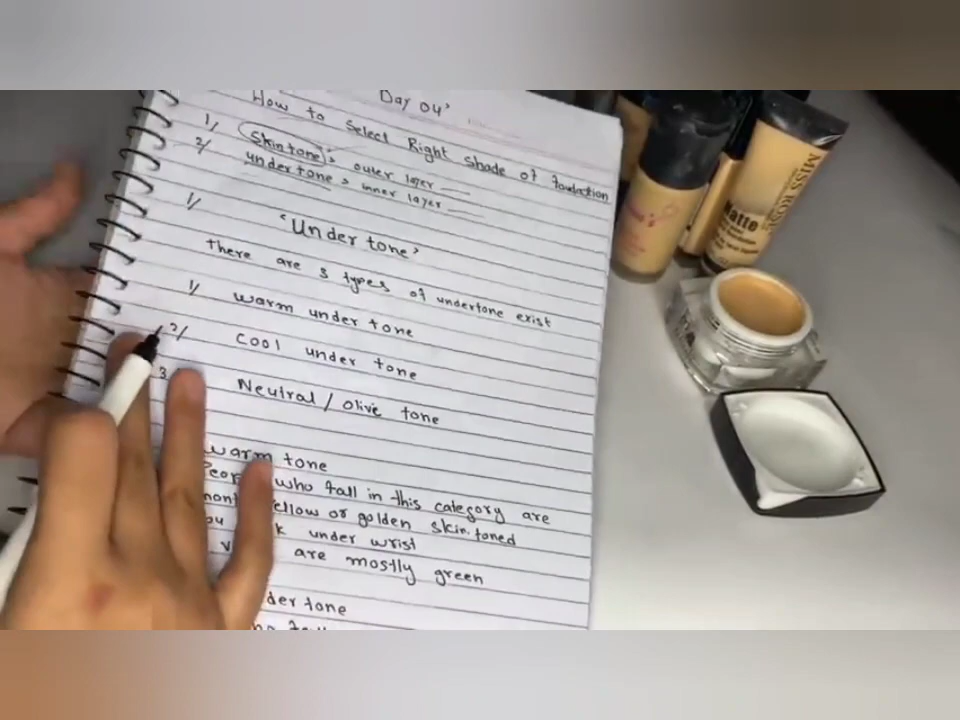 Day 04'
How to Select Right Shade of foundation
1/ Skintone: outer layer
2/ undertone: inner layer
1/ 'Under tone'
There are 3 types of undertone exist
1/ warm under tone
2/ Cool under tone
3 Neutral / olive tone
warm tone
who fall in this category are
yellow or golden skin toned
under wrist
are mostly green
tone
MISS ROSE
Matte